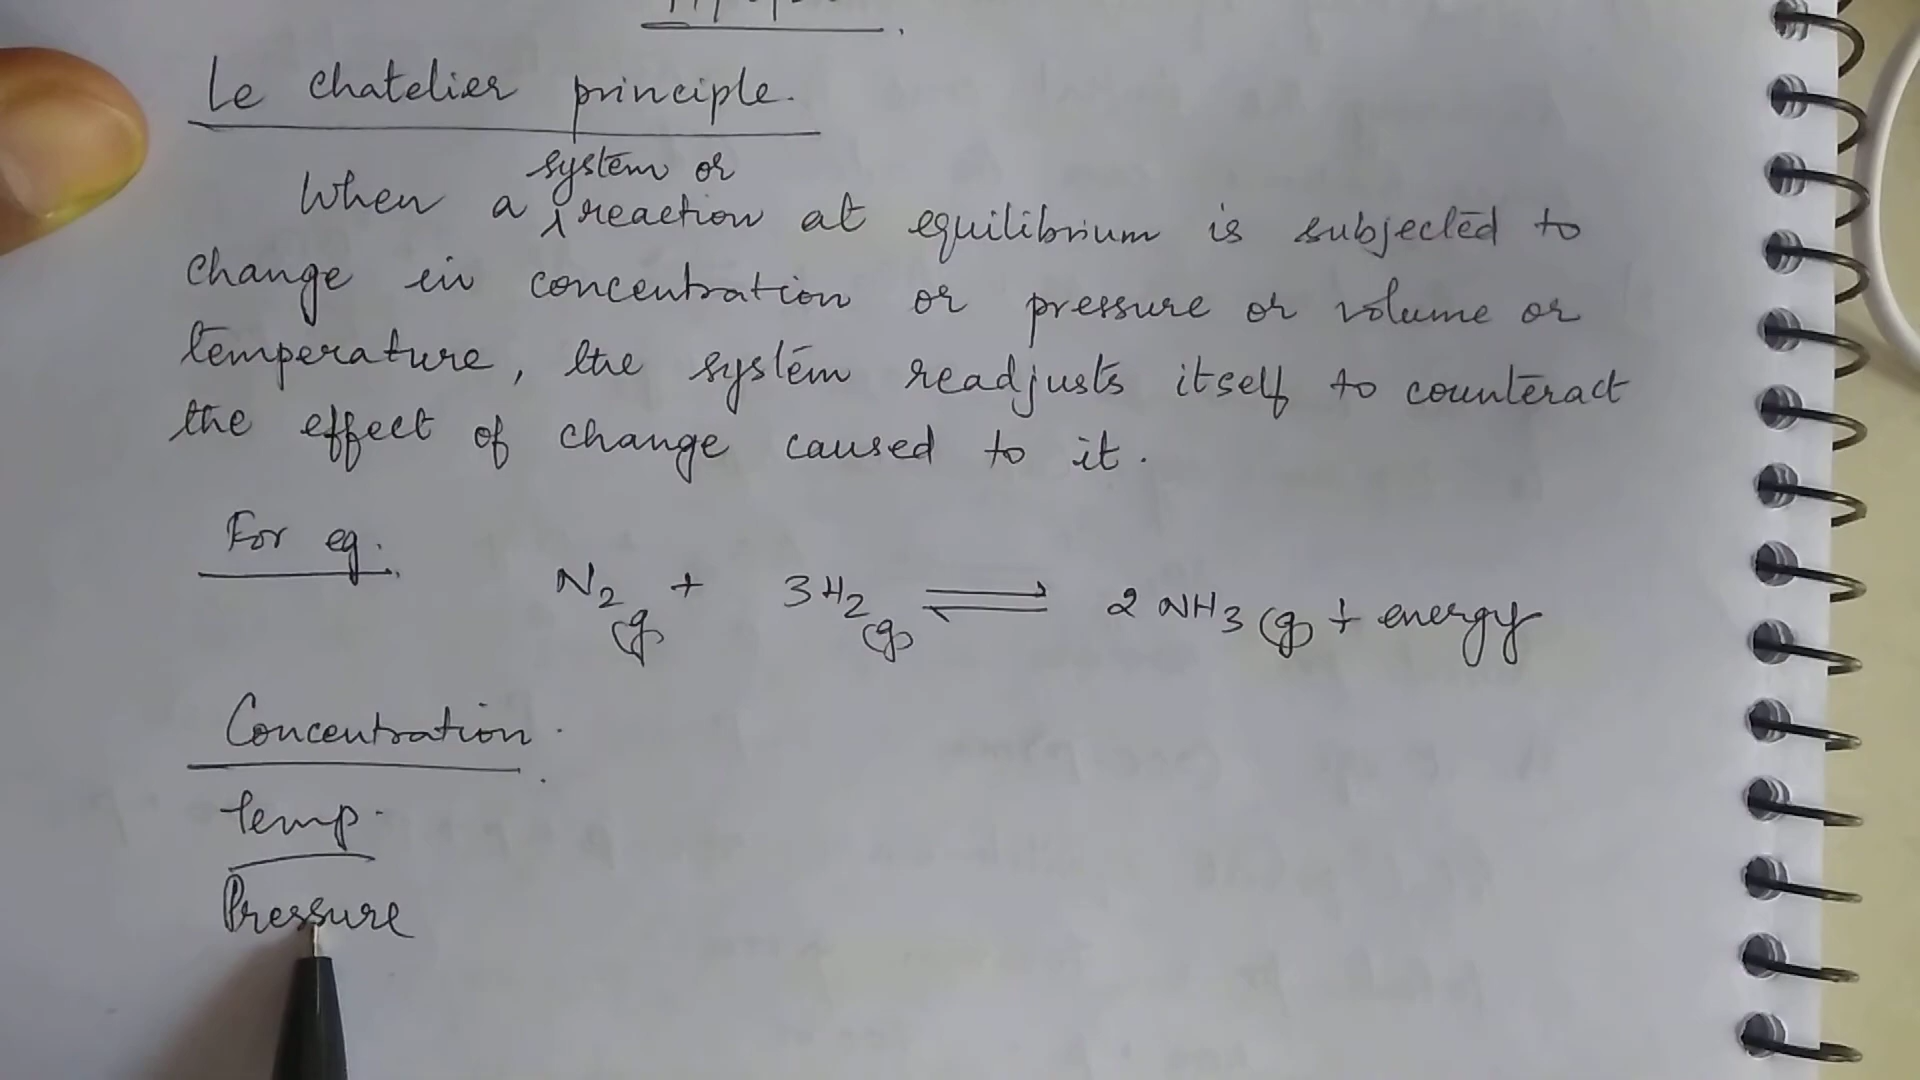 Le chatelier principle.
system or
When a reaction at equilibrium is subjected to
change in concentration or pressure or volume or
temperature, the system readjusts itself to counteract
the effect of change caused to it.
For eg.
N2(g) + 3H2(g) ⇌ 2NH3(g) + energy
Concentration.
temp.
Pressure